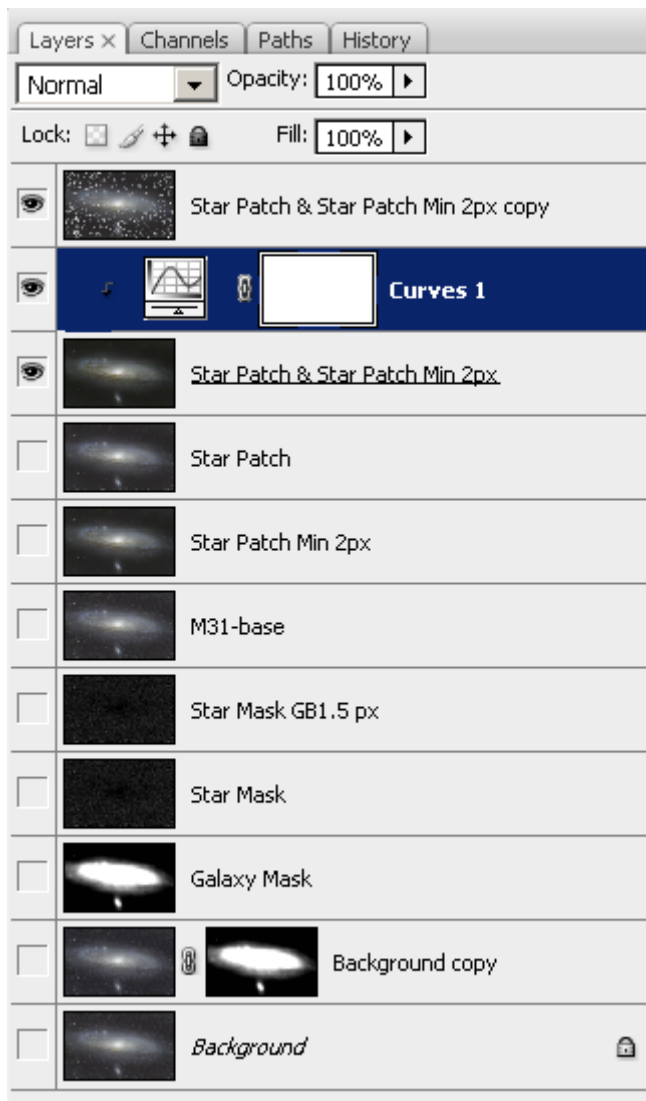 Layers × Channels Paths History
Normal Opacity: 100%
Lock: Fill: 100%
Star Patch & Star Patch Min 2px copy
Curves 1
Star Patch & Star Patch Min 2px
Star Patch
Star Patch Min 2px
M31-base
Star Mask GB1.5 px
Star Mask
Galaxy Mask
Background copy
Background